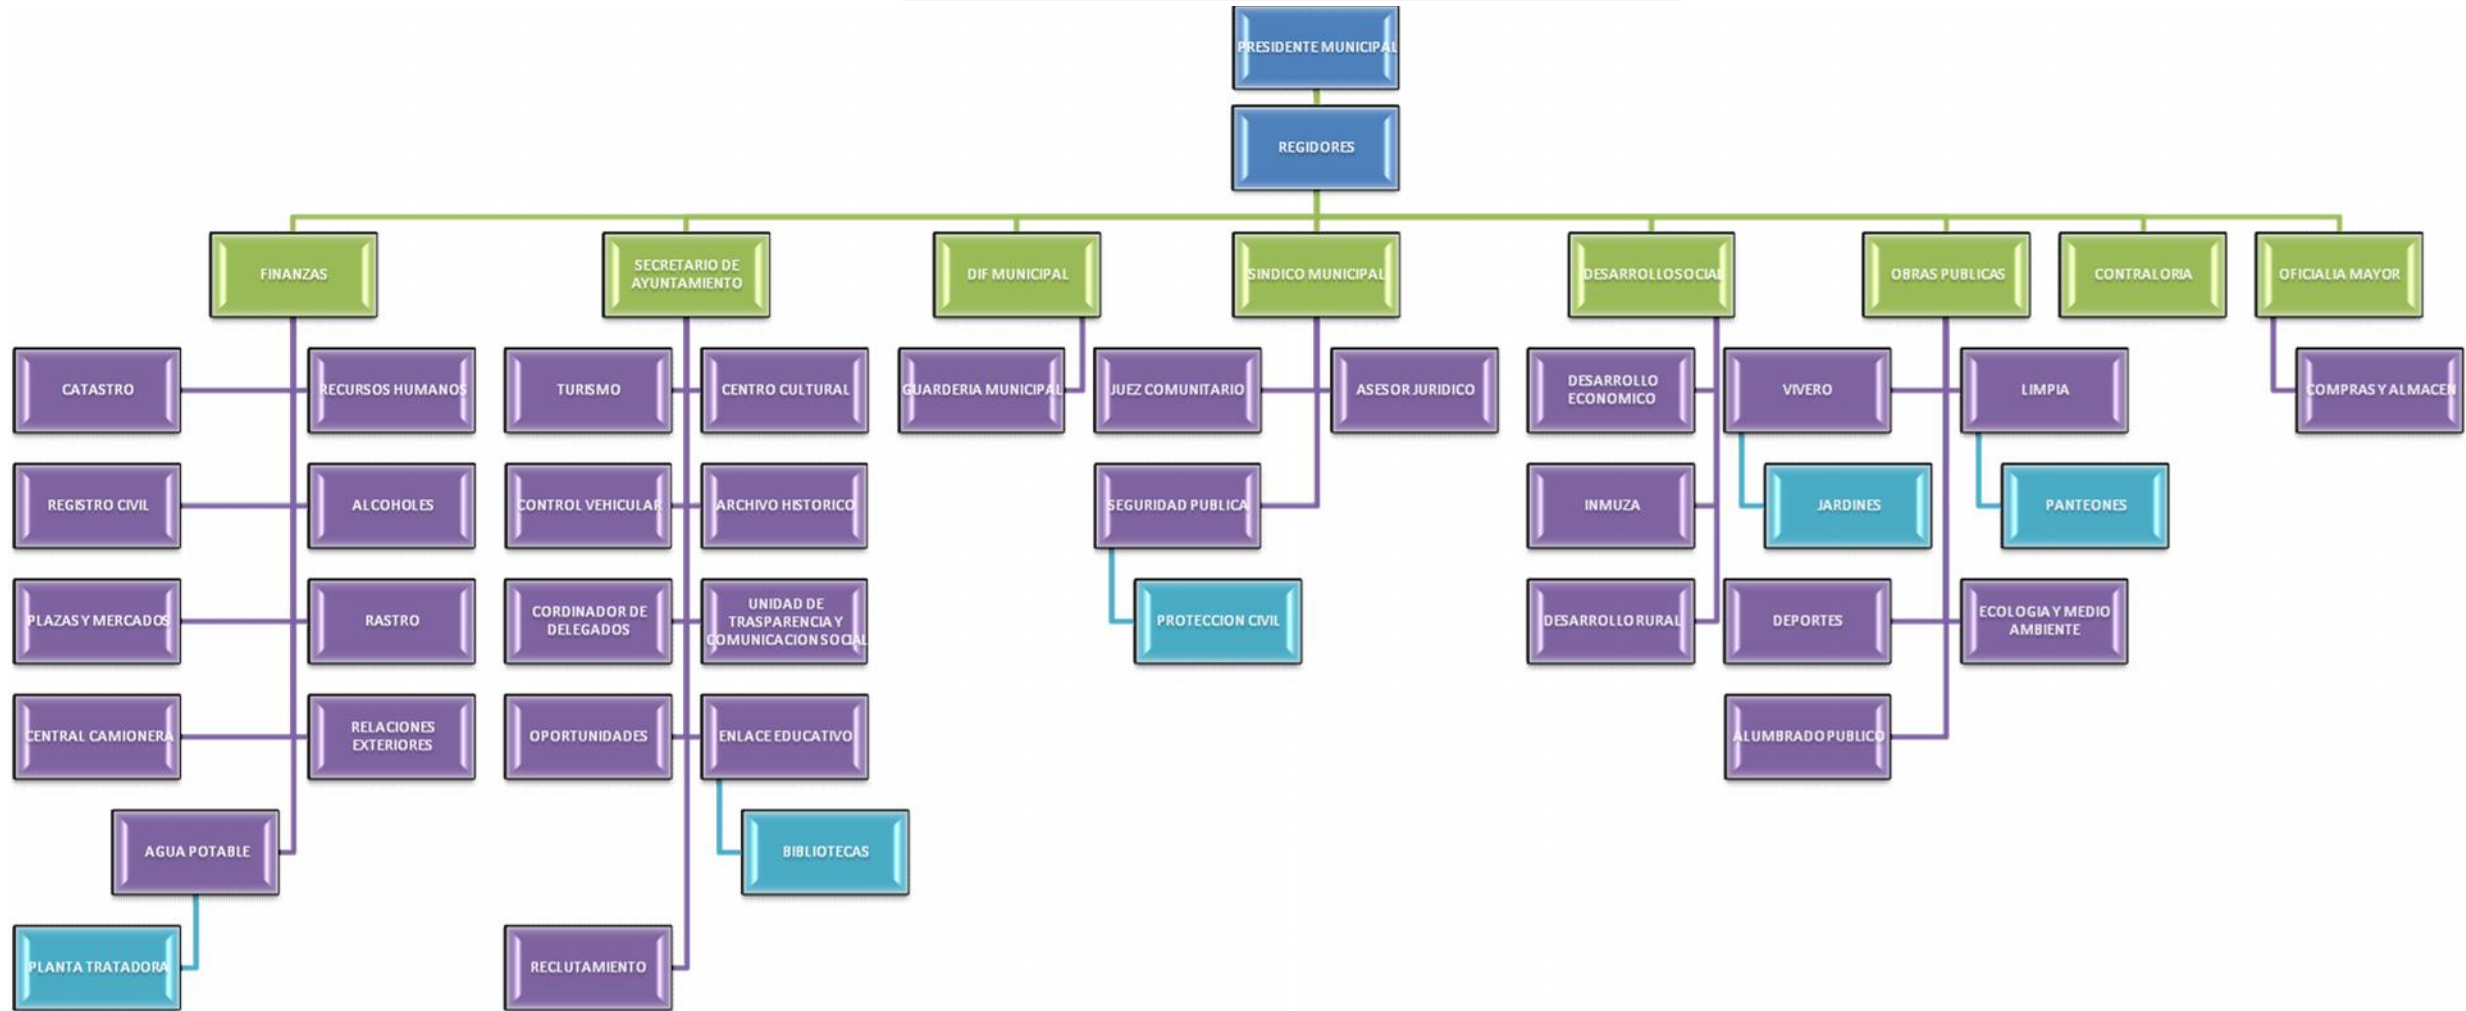 PRESIDENTE MUNICIPAL
REGIDORES
FINANZAS
SECRETARIO DE
AYUNTAMIENTO
DIF MUNICIPAL
SINDICO MUNICIPAL
DESARROLLO SOCIAL
OBRAS PUBLICAS
CONTRALORIA
OFICIALIA MAYOR
CATASTRO
RECURSOS HUMANOS
REGISTRO CIVIL
ALCOHOLES
PLAZAS Y MERCADOS
RASTRO
CENTRAL CAMIONERA
RELACIONES
EXTERIORES
AGUA POTABLE
PLANTA TRATADORA
TURISMO
CENTRO CULTURAL
CONTROL VEHICULAR
ARCHIVO HISTORICO
CORDINADOR DE
DELEGADOS
UNIDAD DE
TRASPARENCIA Y
COMUNICACION SOCIAL
OPORTUNIDADES
ENLACE EDUCATIVO
BIBLIOTECAS
RECLUTAMIENTO
GUARDERIA MUNICIPAL
JUEZ COMUNITARIO
ASESOR JURIDICO
SEGURIDAD PUBLICA
PROTECCION CIVIL
DESARROLLO
ECONOMICO
INMUZA
DESARROLLO RURAL
VIVERO
LIMPIA
JARDINES
PANTEONES
DEPORTES
ECOLOGIA Y MEDIO
AMBIENTE
ALUMBRADO PUBLICO
COMPRAS Y ALMACEN